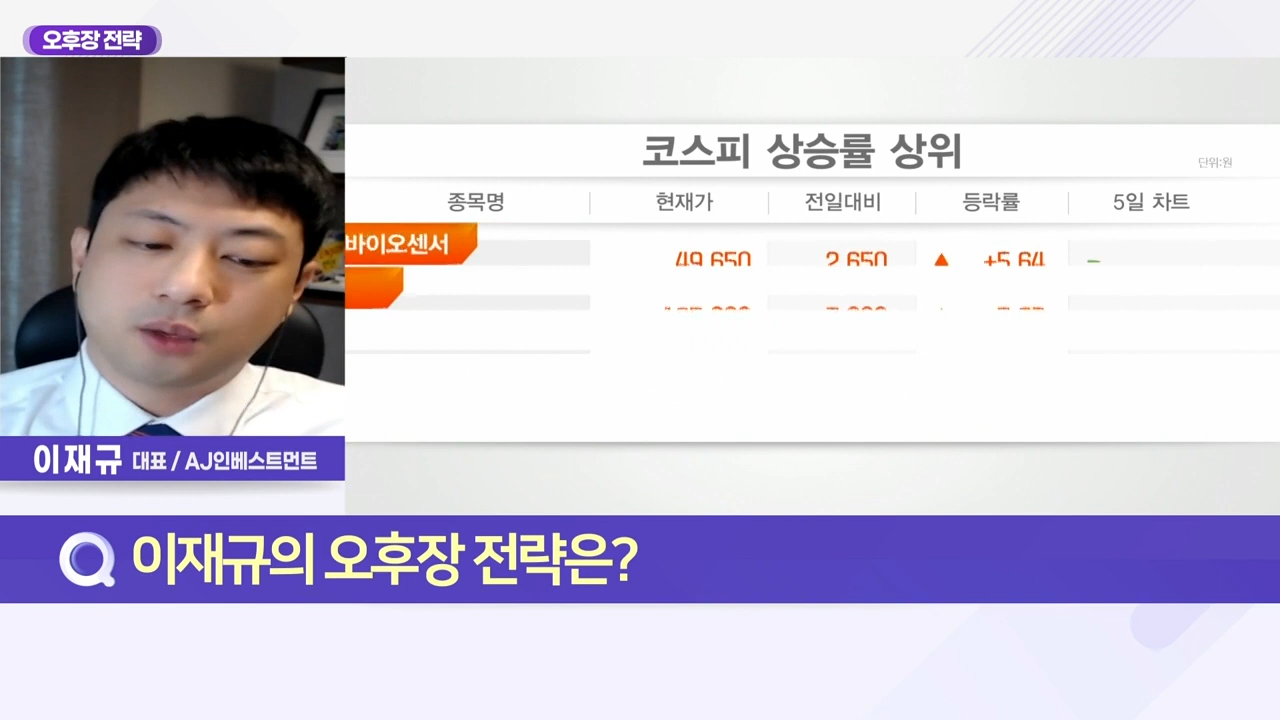 오후장 전략
코스피 상승률 상위
단위:원
종목명 현재가 전일대비 등락률 5일 차트
바이오센서 49,650 2,650 ▲ +5.64
이재규 대표 / AJ인베스트먼트
이재규의 오후장 전략은?